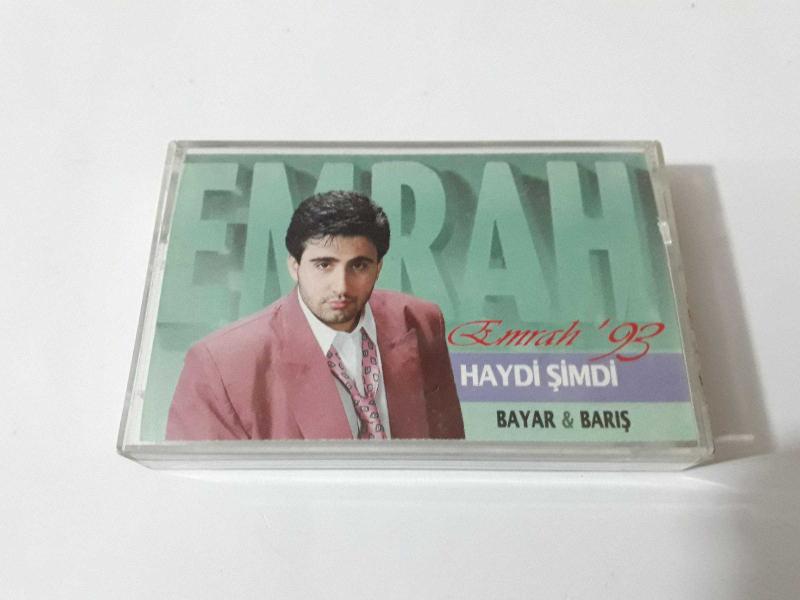 EMRAH
Emrah '93
HAYDİ ŞİMDİ
BAYAR & BARIŞ